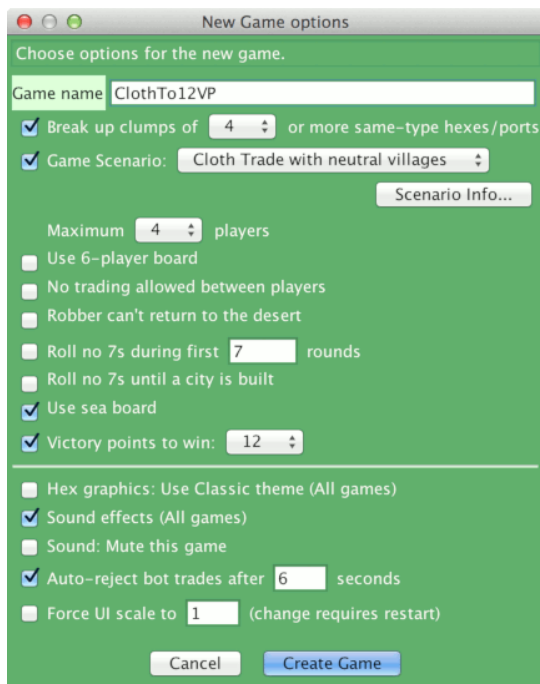 New Game options
Choose options for the new game.
Game name ClothTo12VP
Break up clumps of 4 or more same-type hexes/ports
Game Scenario: Cloth Trade with neutral villages
Scenario Info...
Maximum 4 players
Use 6-player board
No trading allowed between players
Robber can't return to the desert
Roll no 7s during first 7 rounds
Roll no 7s until a city is built
Use sea board
Victory points to win: 12
Hex graphics: Use Classic theme (All games)
Sound effects (All games)
Sound: Mute this game
Auto-reject bot trades after 6 seconds
Force UI scale to 1 (change requires restart)
Cancel Create Game